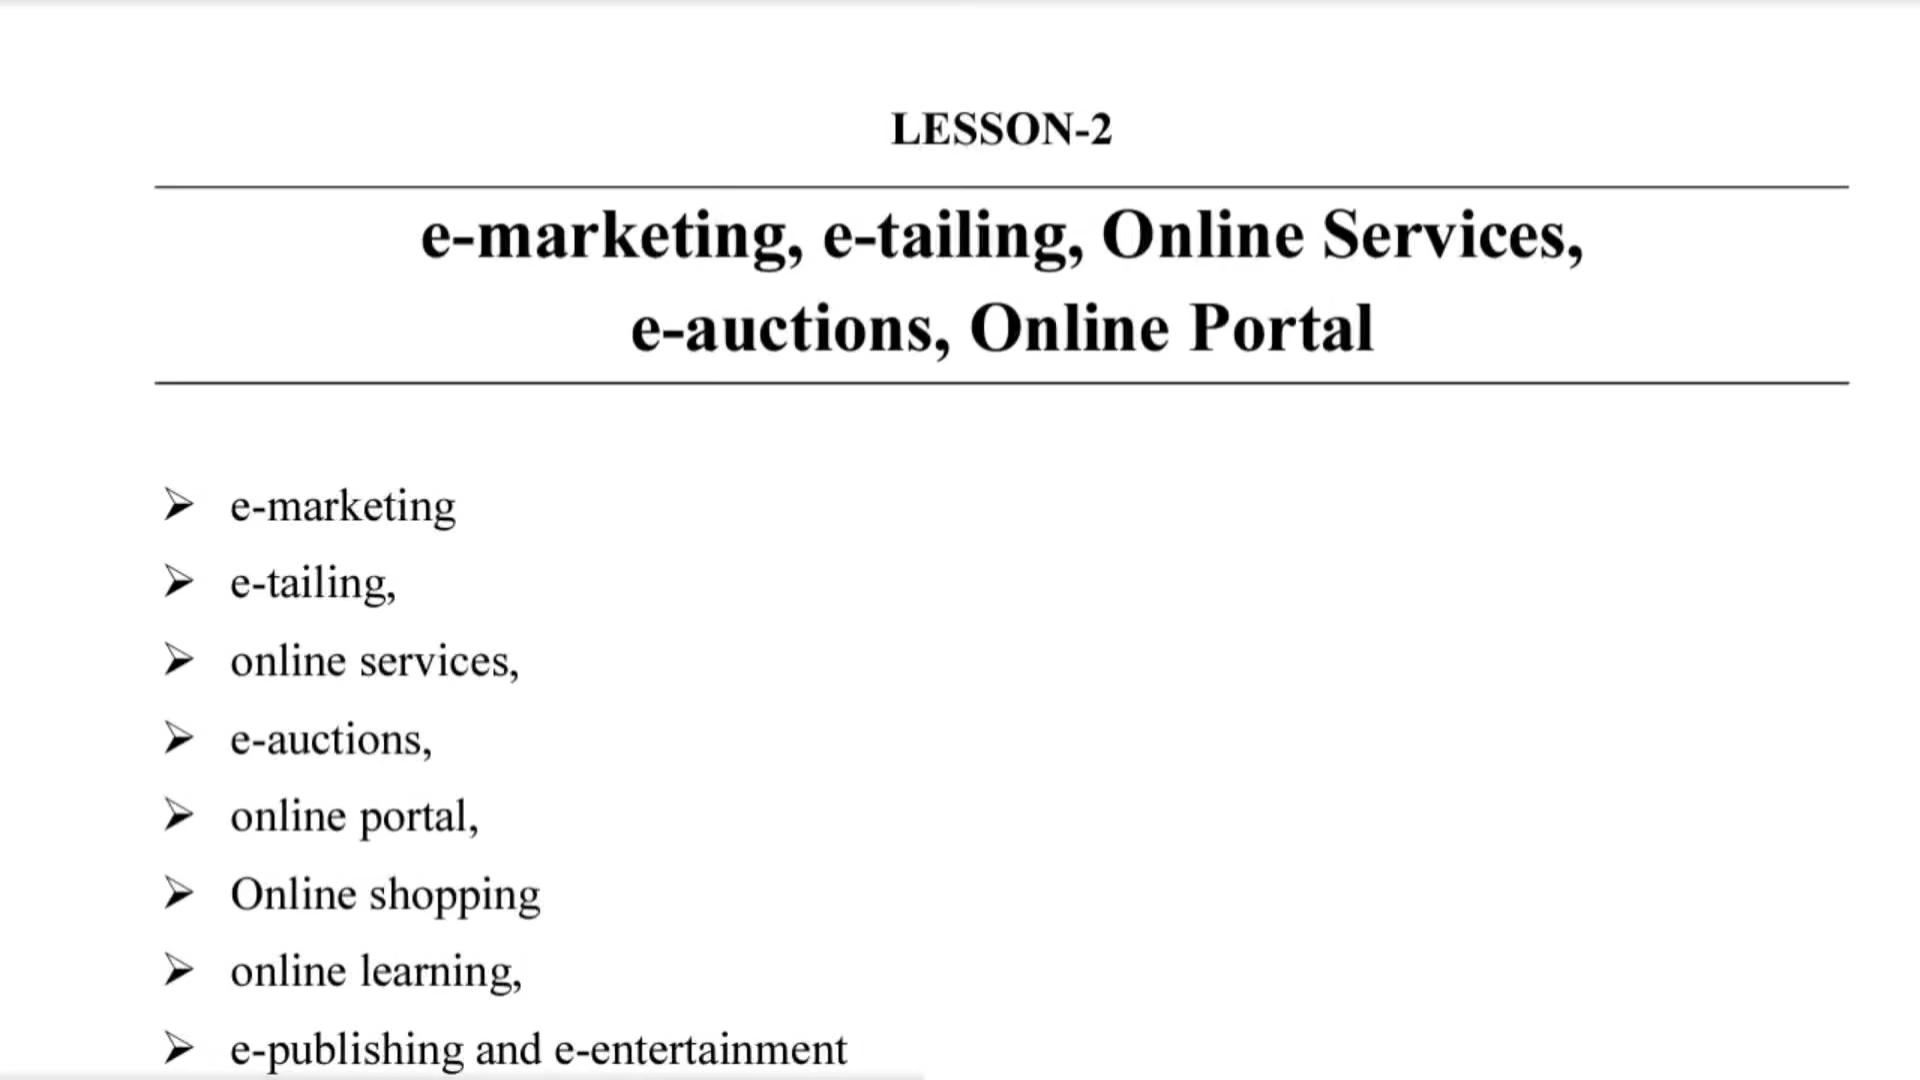 LESSON-2
e-marketing, e-tailing, Online Services,
e-auctions, Online Portal
➢ e-marketing
➢ e-tailing,
➢ online services,
➢ e-auctions,
➢ online portal,
➢ Online shopping
➢ online learning,
➢ e-publishing and e-entertainment